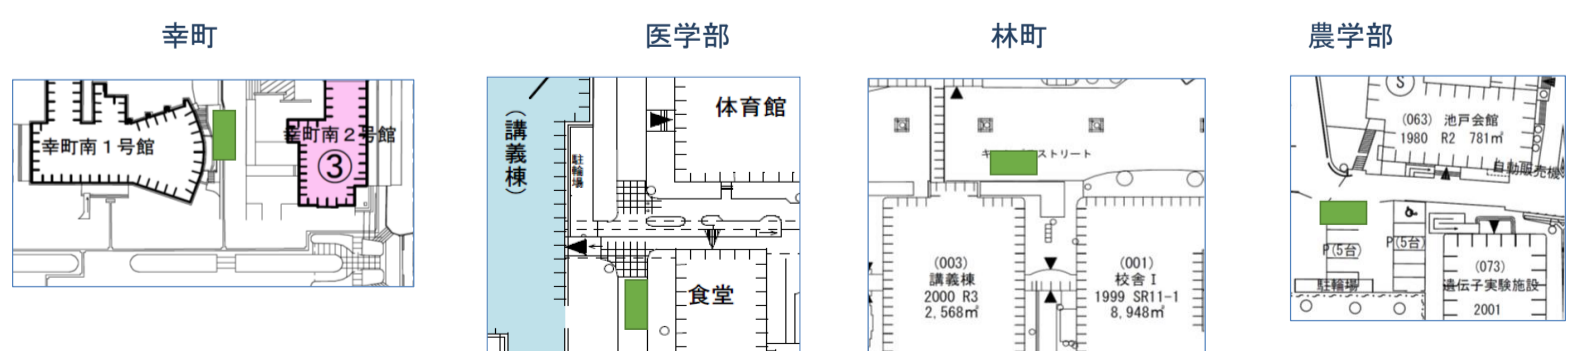 幸町
医学部
林町
農学部
幸町南1号館
幸町南2号館
③
(講義棟)
駐輪場
体育館
食堂
ストリート
(003)
講義棟
2000 R3
2,568㎡
(001)
校舎Ⅰ
1999 SR11-1
8,948㎡
S
(063) 池戸会館
1980 R2 781㎡
自動販売機
P(5台)
P(5台)
駐輪場
(073)
遺伝子実験施設
2001